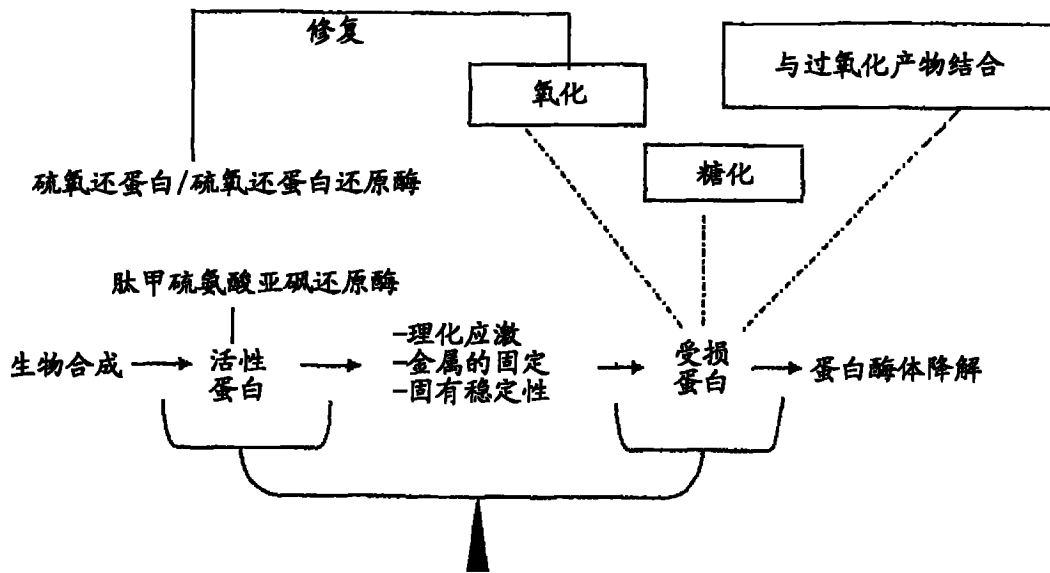 修复
氧化
与过氧化产物结合
糖化
硫氧还蛋白/硫氧还蛋白还原酶
肽甲硫氨酸亚砜还原酶
生物合成
活性
蛋白
-理化应激
-金属的固定
-固有稳定性
受损
蛋白
蛋白酶体降解